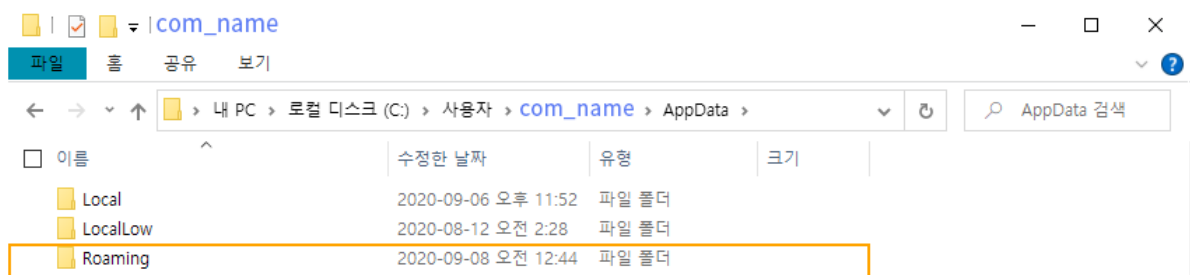 com_name
파일 홈 공유 보기
내 PC › 로컬 디스크 (C:) › 사용자 › com_name › AppData › AppData 검색
이름 수정한 날짜 유형 크기
Local 2020-09-06 오후 11:52 파일 폴더
LocalLow 2020-08-12 오전 2:28 파일 폴더
Roaming 2020-09-08 오전 12:44 파일 폴더